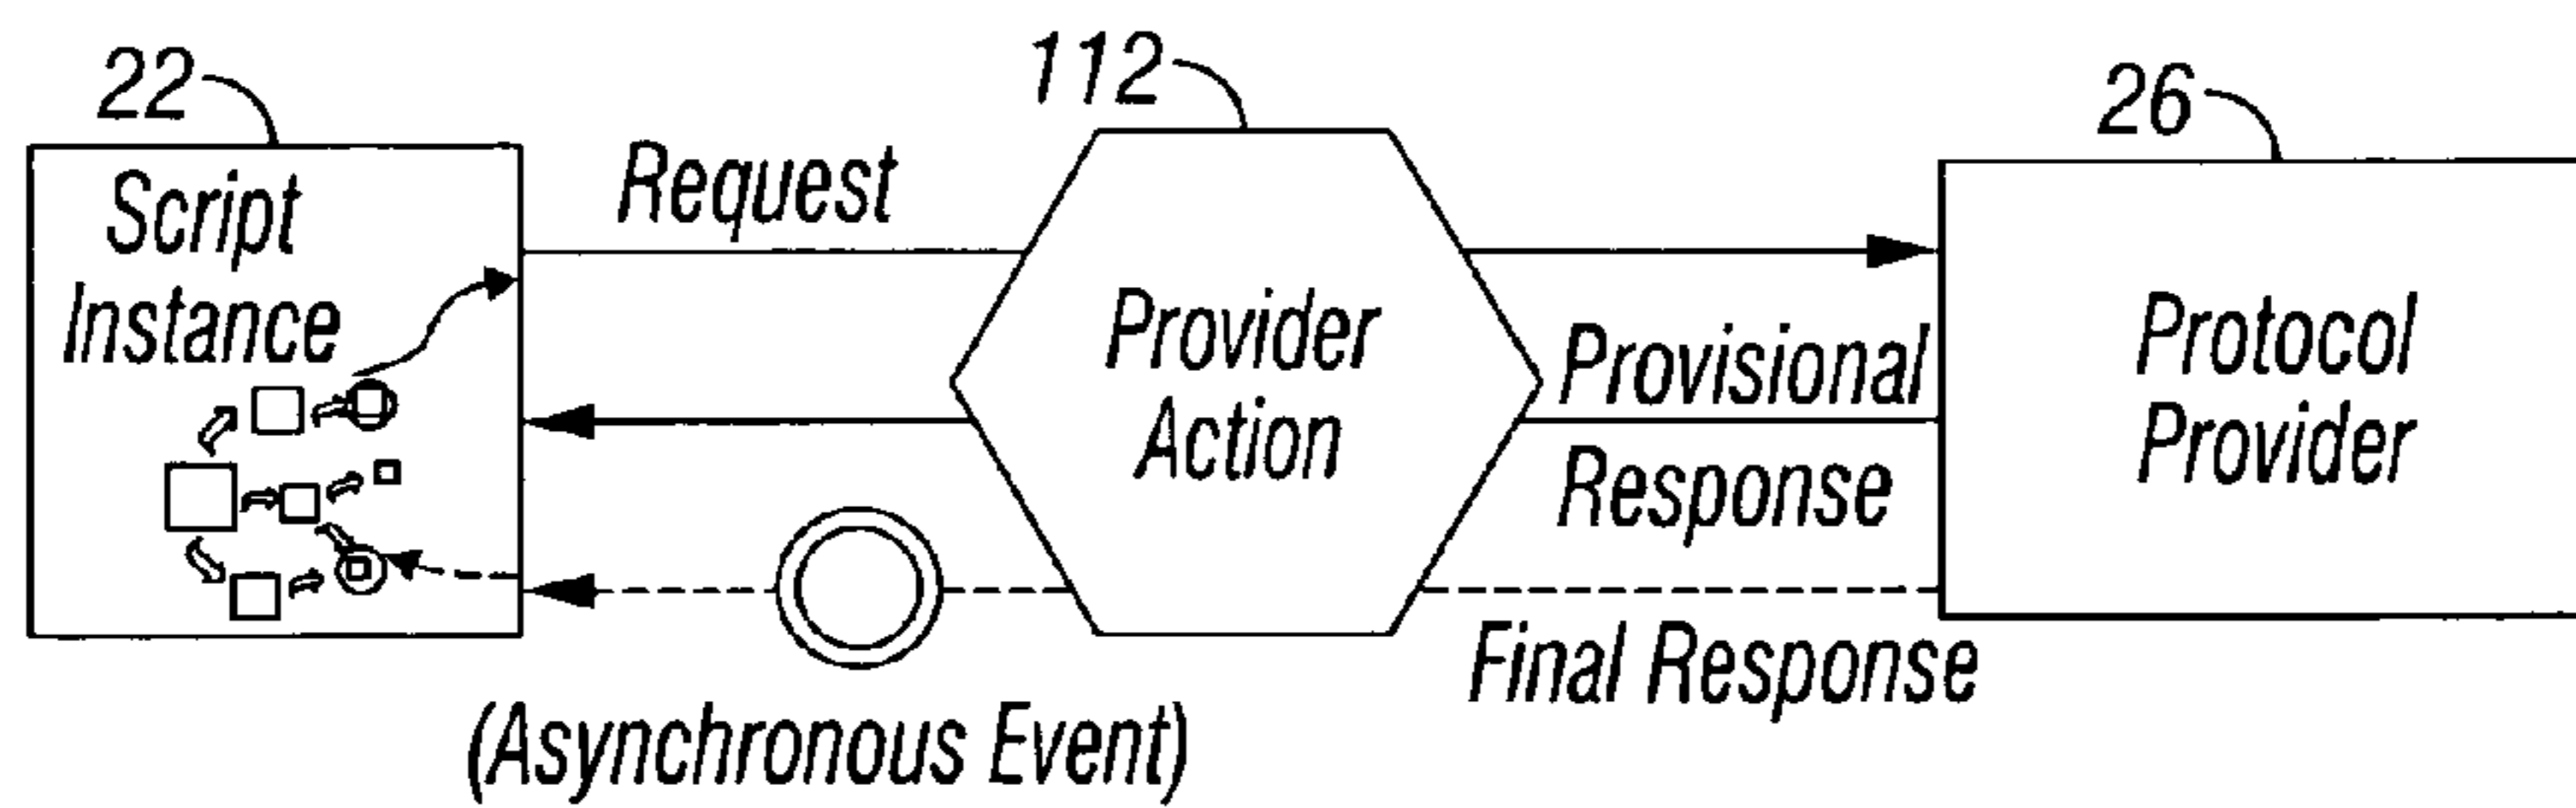 22
112
26
Script
Instance
Request
Provider
Action
Provisional
Response
Protocol
Provider
Final Response
(Asynchronous Event)